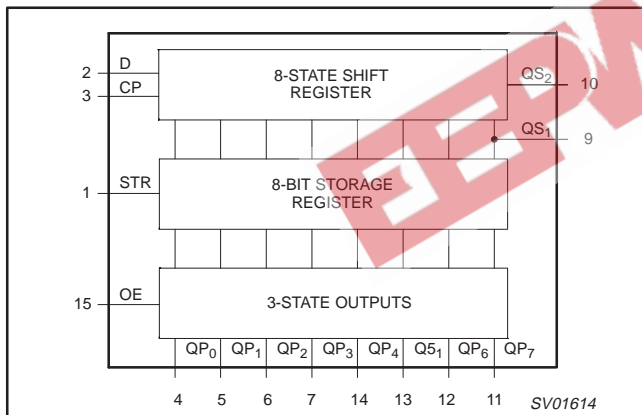 2 D
3 CP
8-STATE SHIFT
REGISTER
QS2 10
QS1 9
1 STR
8-BIT STORAGE
REGISTER
15 OE
3-STATE OUTPUTS
QP0 QP1 QP2 QP3 QP4 Q51 QP6 QP7
4 5 6 7 14 13 12 11
SV01614